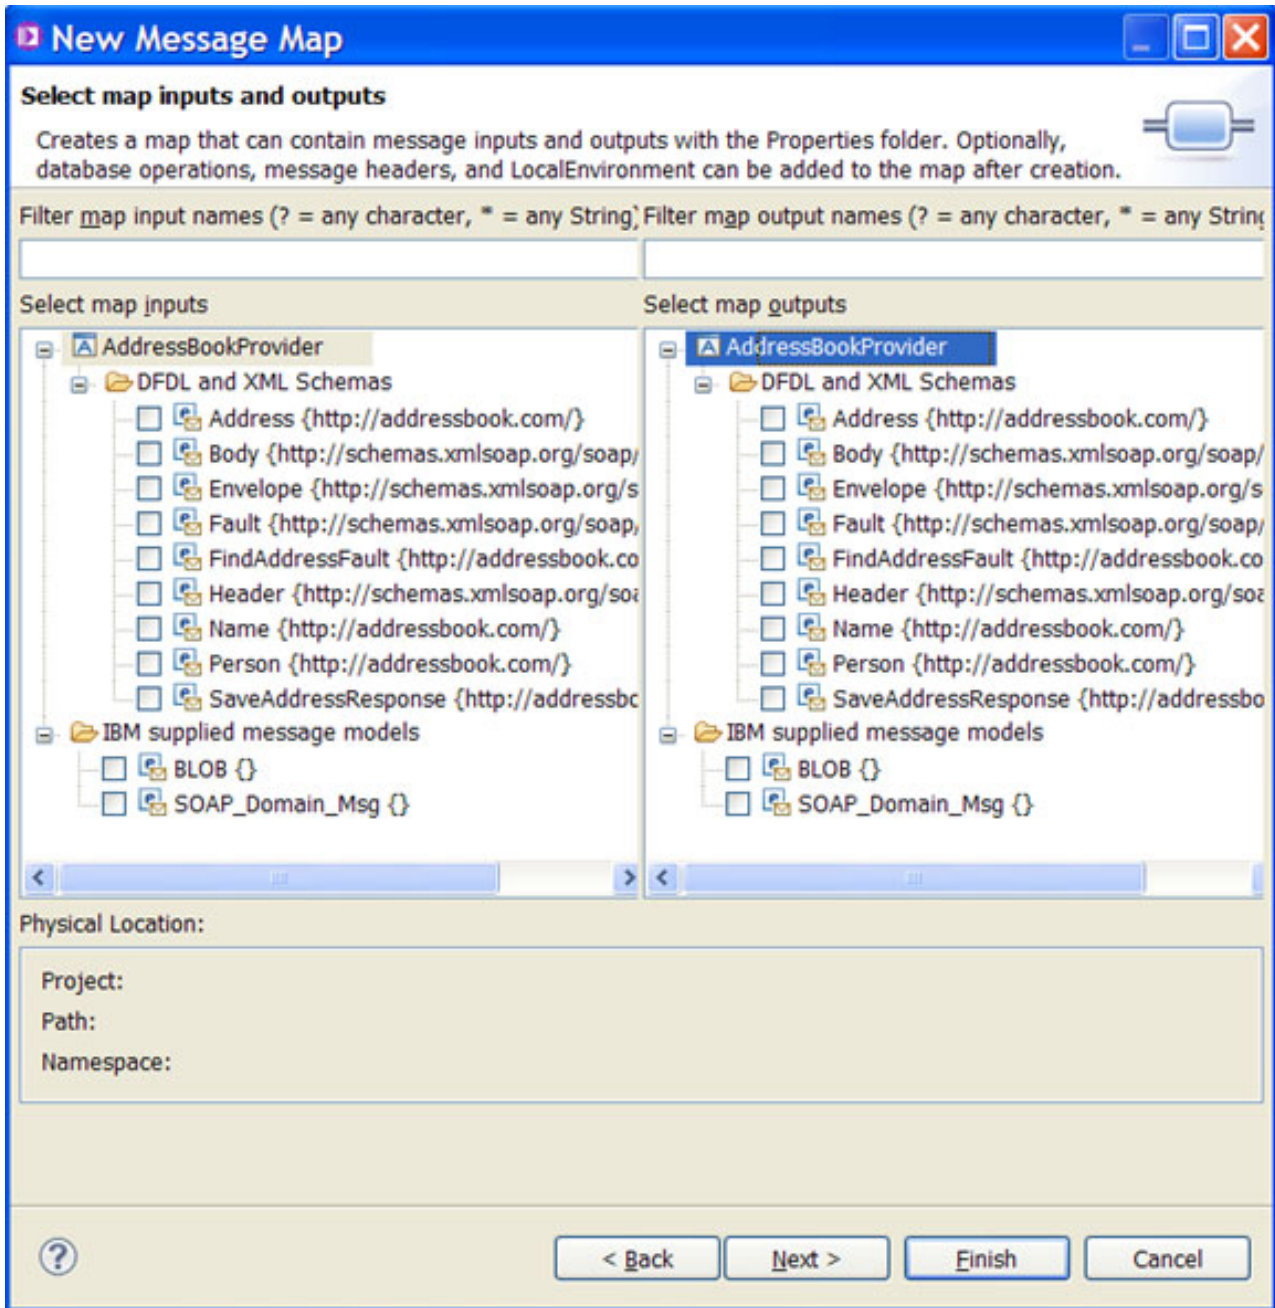 New Message Map
Select map inputs and outputs
Creates a map that can contain message inputs and outputs with the Properties folder. Optionally,
database operations, message headers, and LocalEnvironment can be added to the map after creation.
Filter map input names (? = any character, * = any String)
Filter map output names (? = any character, * = any String
Select map inputs
Select map outputs
AddressBookProvider
DFDL and XML Schemas
Address {http://addressbook.com/}
Body {http://schemas.xmlsoap.org/soap/
Envelope {http://schemas.xmlsoap.org/s
Fault {http://schemas.xmlsoap.org/soap/
FindAddressFault {http://addressbook.co
Header {http://schemas.xmlsoap.org/soa
Name {http://addressbook.com/}
Person {http://addressbook.com/}
SaveAddressResponse {http://addressbo
IBM supplied message models
BLOB {}
SOAP_Domain_Msg {}
AddressBookProvider
DFDL and XML Schemas
Address {http://addressbook.com/}
Body {http://schemas.xmlsoap.org/soap/
Envelope {http://schemas.xmlsoap.org/s
Fault {http://schemas.xmlsoap.org/soap/
FindAddressFault {http://addressbook.co
Header {http://schemas.xmlsoap.org/soa
Name {http://addressbook.com/}
Person {http://addressbook.com/}
SaveAddressResponse {http://addressbo
IBM supplied message models
BLOB {}
SOAP_Domain_Msg {}
Physical Location:
Project:
Path:
Namespace:
< Back
Next >
Finish
Cancel